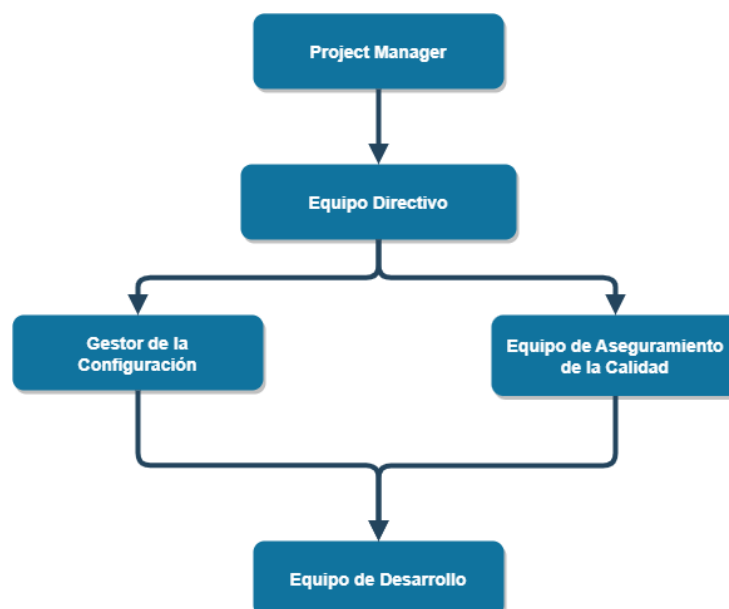 Project Manager
Equipo Directivo
Gestor de la
Configuración
Equipo de Aseguramiento
de la Calidad
Equipo de Desarrollo